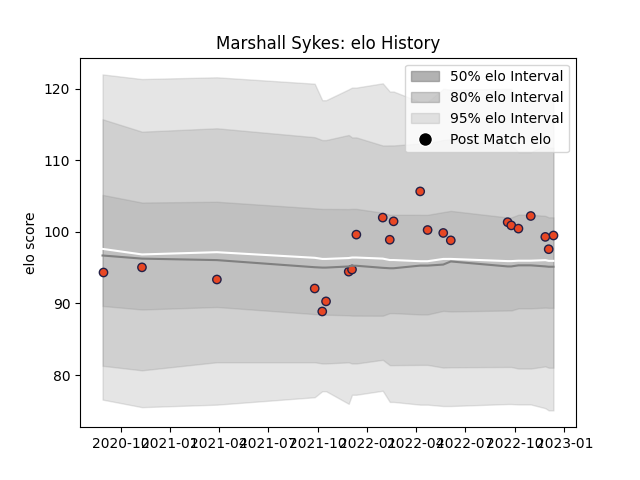 Marshall Sykes: elo History
50% elo Interval
80% elo Interval
95% elo Interval
Post Match elo
elo score
120
110
100
90
80
2020-10
2021-01
2021-04
2021-07
2021-10
2022-01
2022-04
2022-07
2022-10
2023-01